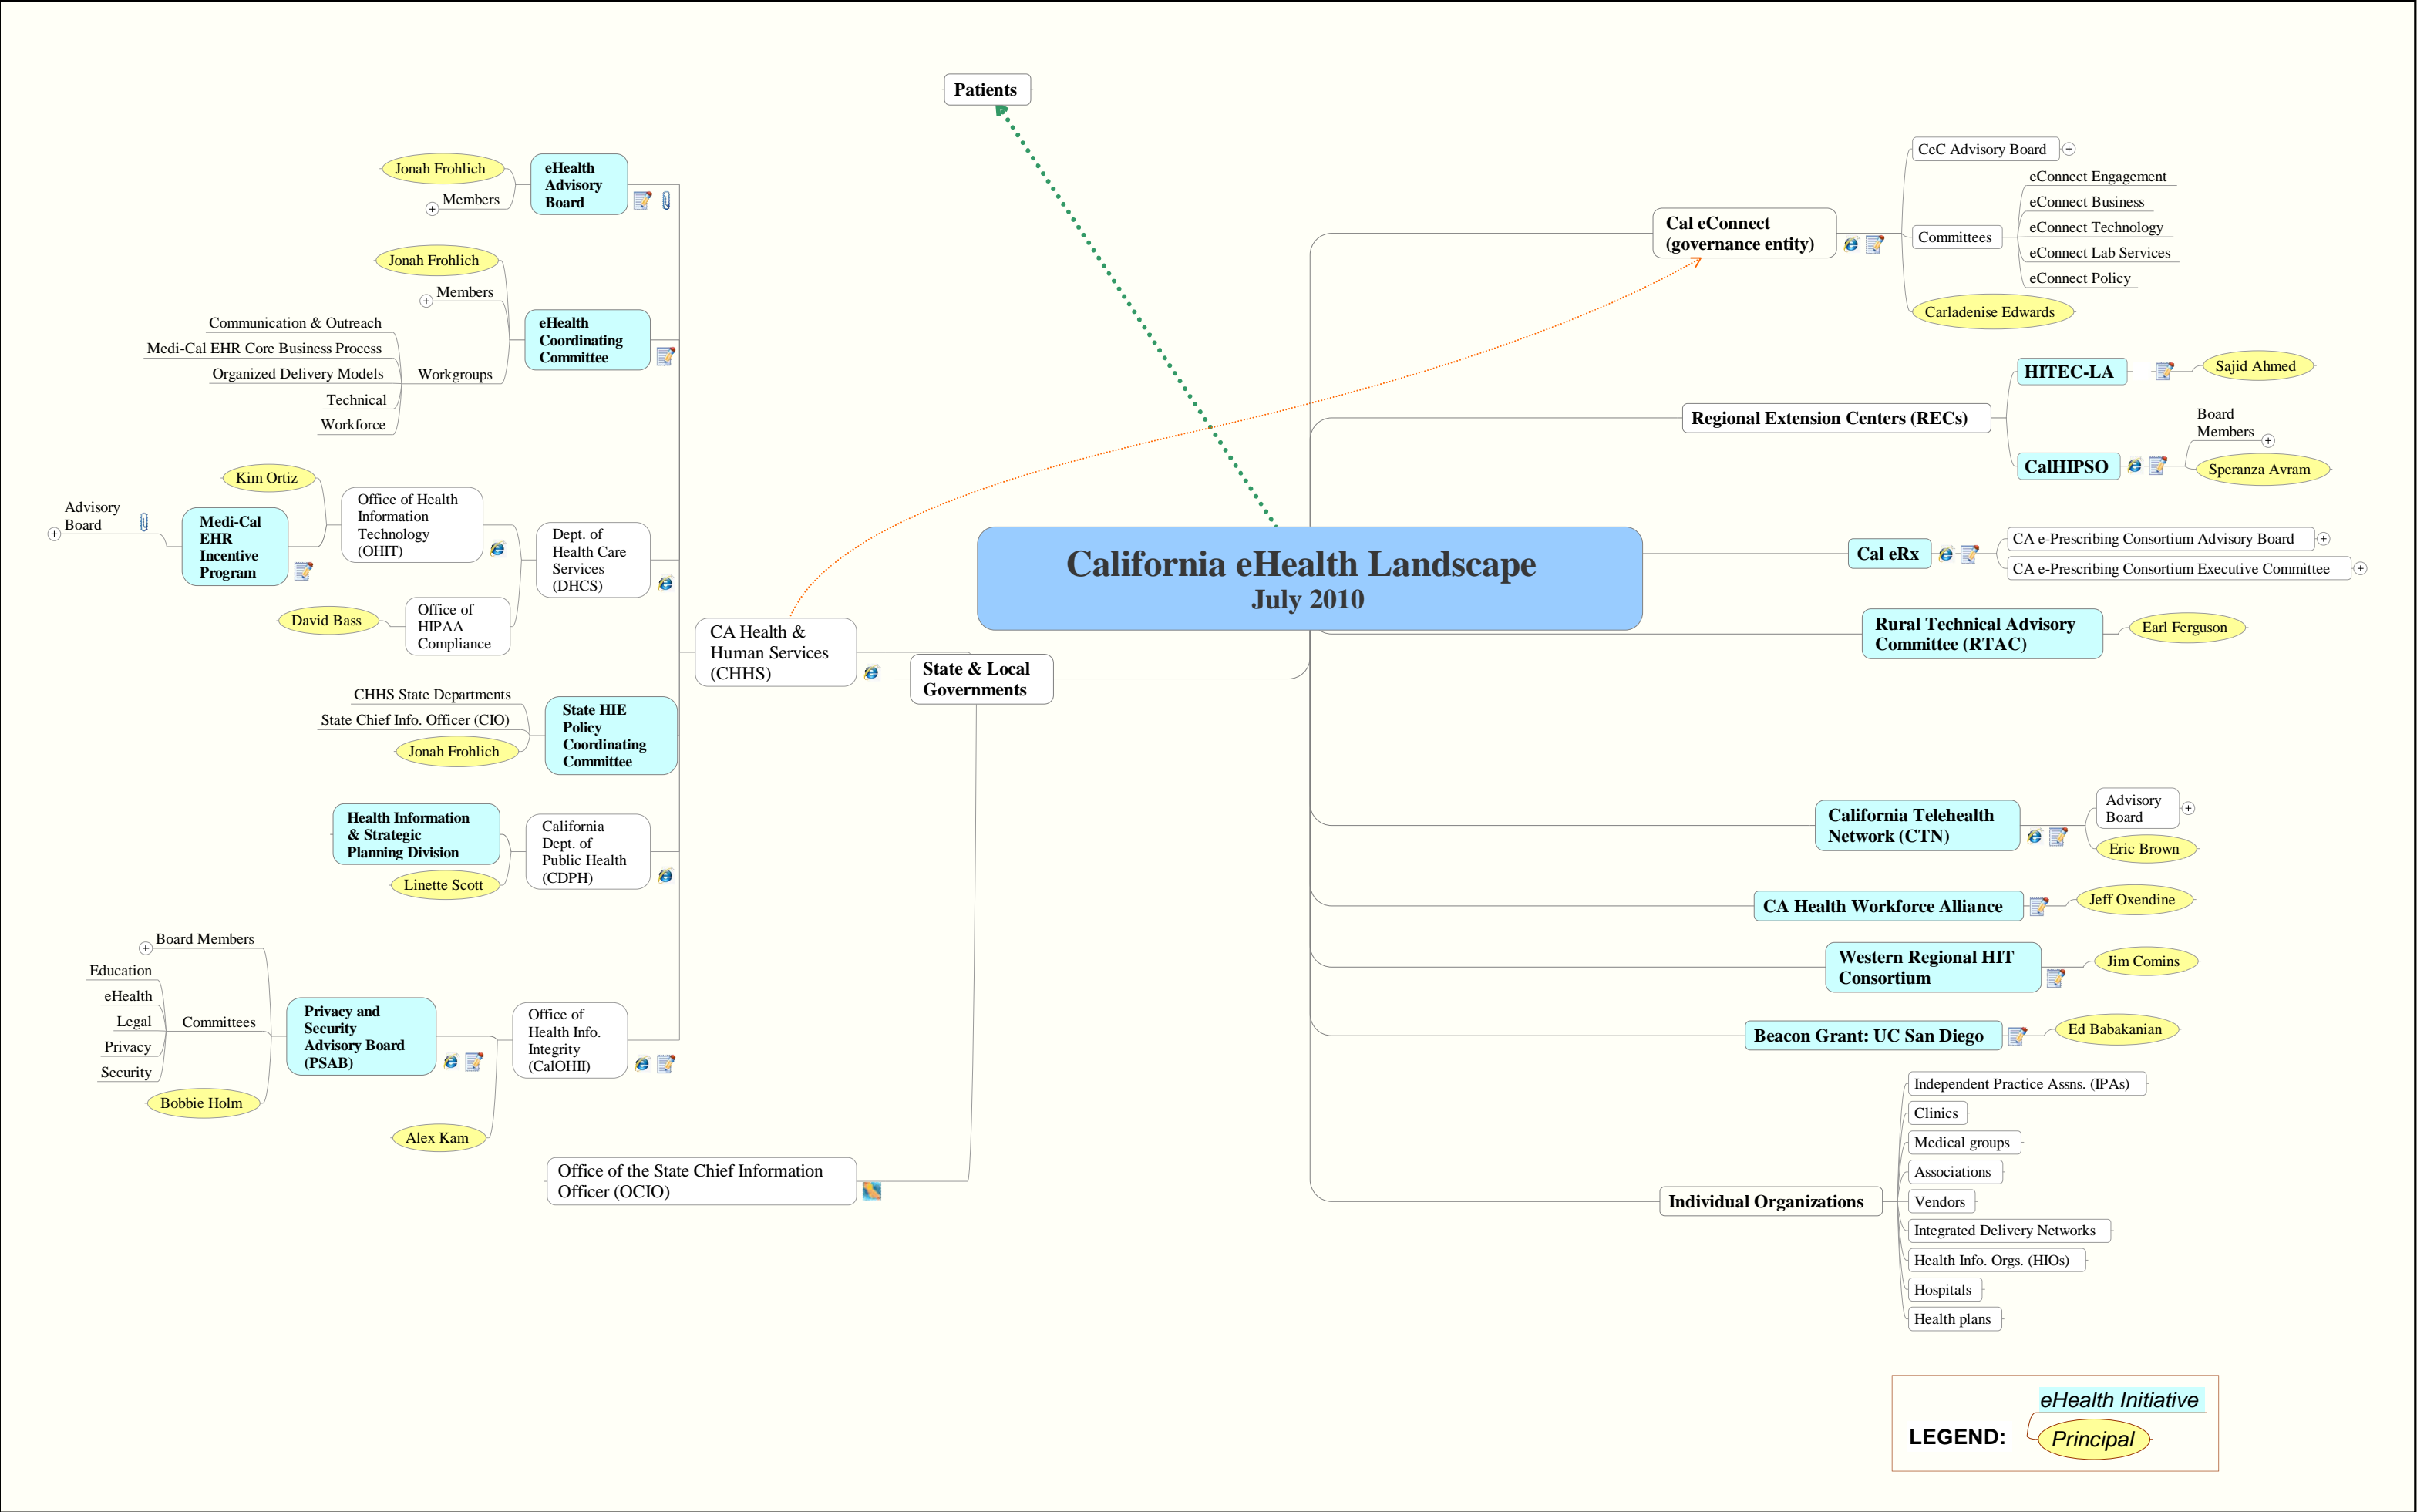 Patients
California eHealth Landscape
July 2010
eHealth
Advisory
Board
Jonah Frohlich
Members
eHealth
Coordinating
Committee
Jonah Frohlich
Members
Workgroups
Communication & Outreach
Medi-Cal EHR Core Business Process
Organized Delivery Models
Technical
Workforce
Dept. of
Health Care
Services
(DHCS)
Office of Health
Information
Technology
(OHIT)
Kim Ortiz
Medi-Cal
EHR
Incentive
Program
Advisory
Board
Office of
HIPAA
Compliance
David Bass
CA Health &
Human Services
(CHHS)
State & Local
Governments
State HIE
Policy
Coordinating
Committee
CHHS State Departments
State Chief Info. Officer (CIO)
Jonah Frohlich
California
Dept. of
Public Health
(CDPH)
Health Information
& Strategic
Planning Division
Linette Scott
Office of
Health Info.
Integrity
(CalOHII)
Privacy and
Security
Advisory Board
(PSAB)
Board Members
Committees
Education
eHealth
Legal
Privacy
Security
Bobbie Holm
Alex Kam
Office of the State Chief Information
Officer (OCIO)
Cal eConnect
(governance entity)
CeC Advisory Board
Committees
eConnect Engagement
eConnect Business
eConnect Technology
eConnect Lab Services
eConnect Policy
Carladenise Edwards
Regional Extension Centers (RECs)
HITEC-LA
Sajid Ahmed
CalHIPSO
Board
Members
Speranza Avram
Cal eRx
CA e-Prescribing Consortium Advisory Board
CA e-Prescribing Consortium Executive Committee
Rural Technical Advisory
Committee (RTAC)
Earl Ferguson
California Telehealth
Network (CTN)
Advisory
Board
Eric Brown
CA Health Workforce Alliance
Jeff Oxendine
Western Regional HIT
Consortium
Jim Comins
Beacon Grant: UC San Diego
Ed Babakanian
Individual Organizations
Independent Practice Assns. (IPAs)
Clinics
Medical groups
Associations
Vendors
Integrated Delivery Networks
Health Info. Orgs. (HIOs)
Hospitals
Health plans
LEGEND:
eHealth Initiative
Principal